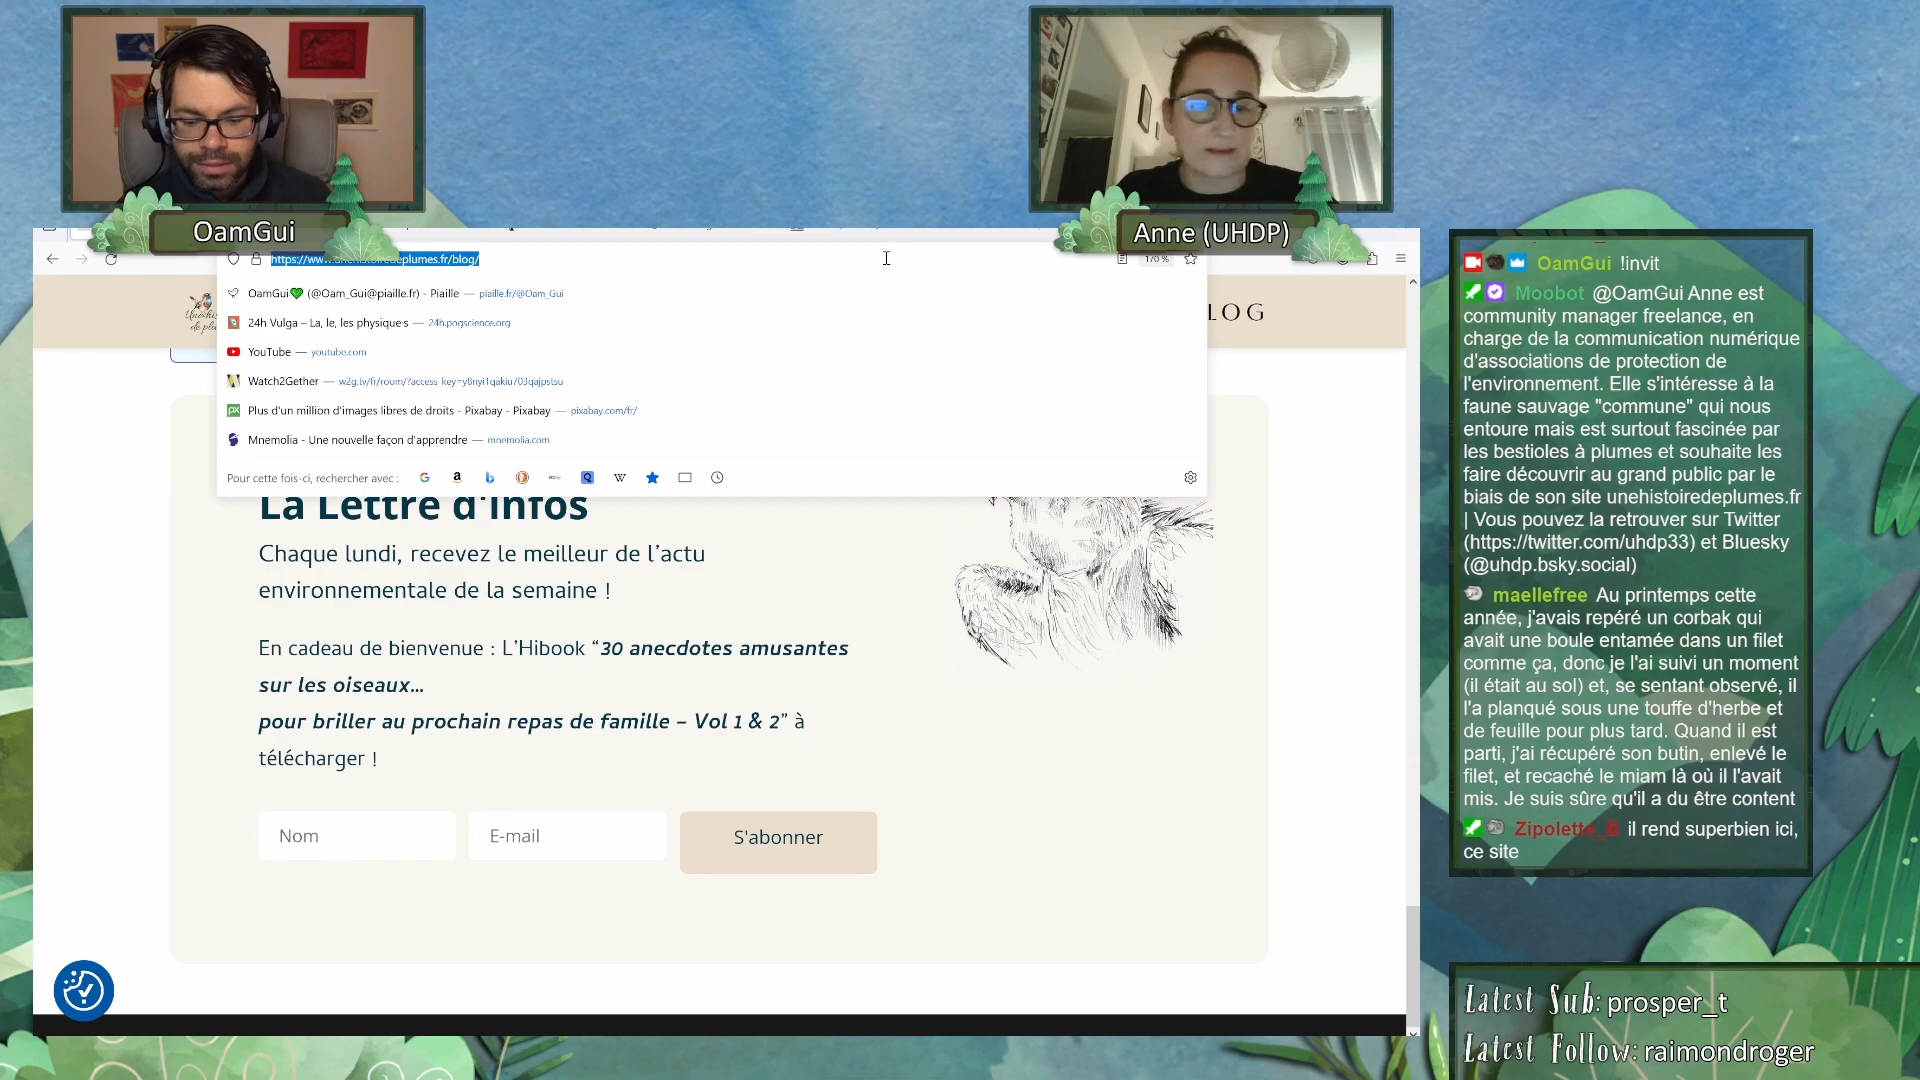 OamGui
Anne (UHDP)
https://www.unehistoiredeplumes.fr/blog/
170 %
OamGui💚 (@Oam_Gui@piaille.fr) - Piaille — piaille.fr/@Oam_Gui
24h Vulga – La, le, les physique·s — 24h.pogscience.org
YouTube — youtube.com
Watch2Gether — w2g.tv/fr/room/?access_key=y8nyi1qakiu703qajpstsu
Plus d'un million d'images libres de droits - Pixabay - Pixabay — pixabay.com/fr/
Mnemolia - Une nouvelle façon d'apprendre — mnemolia.com
Pour cette fois-ci, rechercher avec :
LOG
La Lettre d'Infos
Chaque lundi, recevez le meilleur de l'actu
environnementale de la semaine !
En cadeau de bienvenue : L'Hibook “30 anecdotes amusantes
sur les oiseaux…
pour briller au prochain repas de famille – Vol 1 & 2” à
télécharger !
Nom
E-mail
S'abonner
OamGui !invit
Moobot @OamGui Anne est
community manager freelance, en
charge de la communication numérique
d'associations de protection de
l'environnement. Elle s'intéresse à la
faune sauvage "commune" qui nous
entoure mais est surtout fascinée par
les bestioles à plumes et souhaite les
faire découvrir au grand public par le
biais de son site unehistoiredeplumes.fr
| Vous pouvez la retrouver sur Twitter
(https://twitter.com/uhdp33) et Bluesky
(@uhdp.bsky.social)
maellefree Au printemps cette
année, j'avais repéré un corbak qui
avait une boule entamée dans un filet
comme ça, donc je l'ai suivi un moment
(il était au sol) et, se sentant observé, il
l'a planqué sous une touffe d'herbe et
de feuille pour plus tard. Quand il est
parti, j'ai récupéré son butin, enlevé le
filet, et recaché le miam là où il l'avait
mis. Je suis sûre qu'il a du être content
Zipolette_B il rend superbien ici,
ce site
Latest Sub: prosper_t
Latest Follow: raimondroger